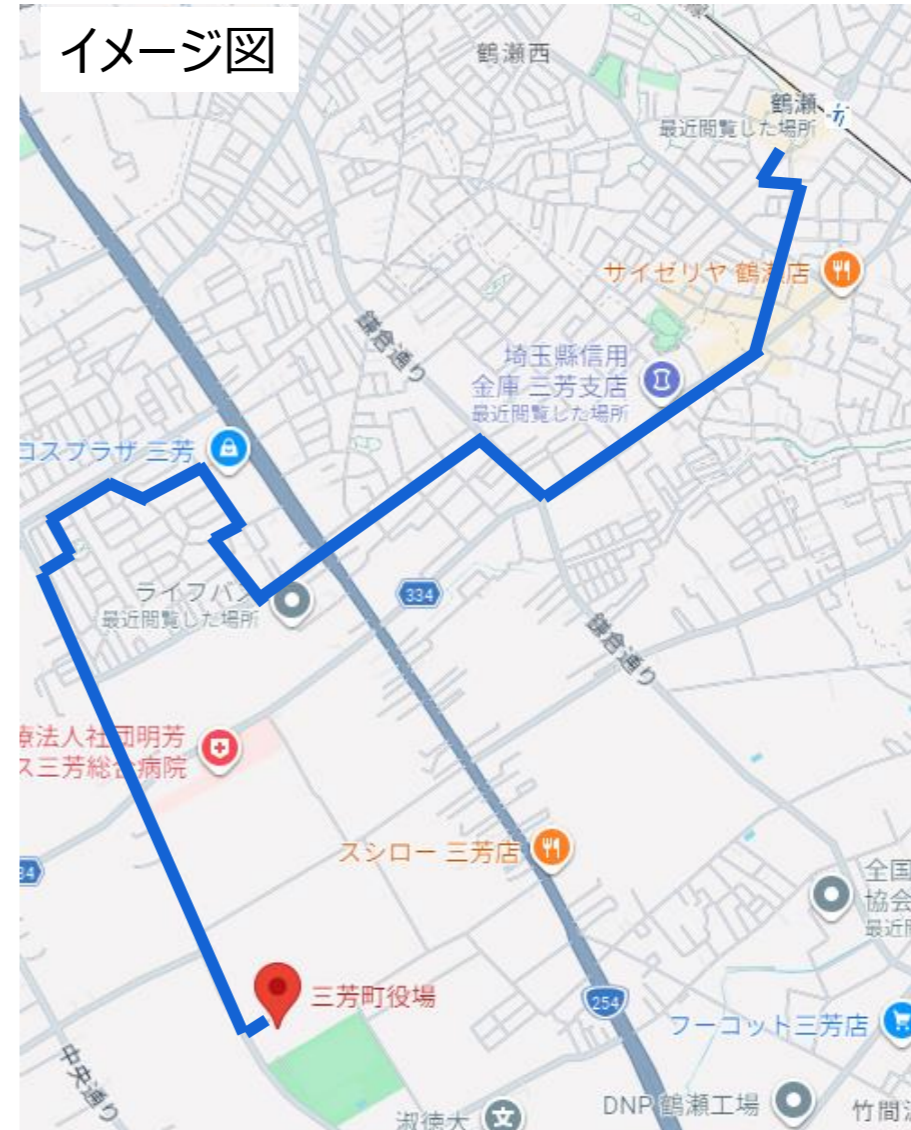 イメージ図
鶴瀬西
鶴瀬
最近閲覧した場所
サイゼリヤ 鶴瀬店
鎌倉通り
埼玉縣信用
金庫 三芳支店
最近閲覧した場所
コスプラザ 三芳
ライフバス
最近閲覧した場所
334
鎌倉通り
療法人社団明芳
ス三芳総合病院
スシロー 三芳店
34
全国
協会
最近閲
三芳町役場
254
フーコット三芳店
中央通り
DNP 鶴瀬工場
竹間沢
淑徳大